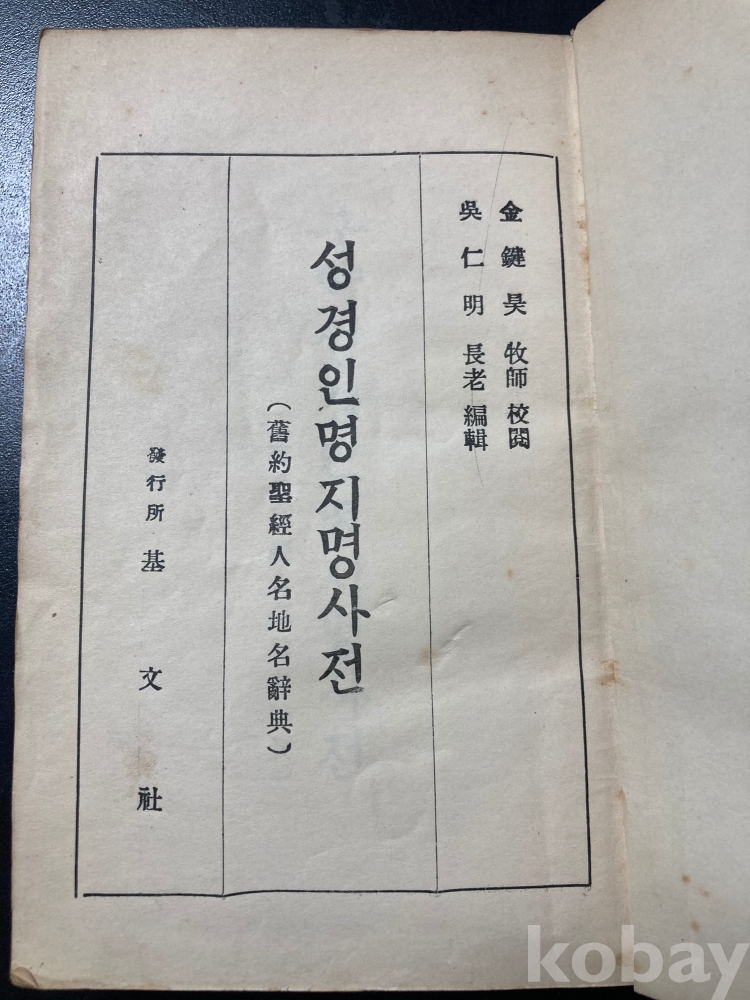 金鍵昊 牧師 校閱
吳仁明 長老 編輯
성경인명지명사전
(舊約聖經人名地名辭典)
發行所 基文社
kobay